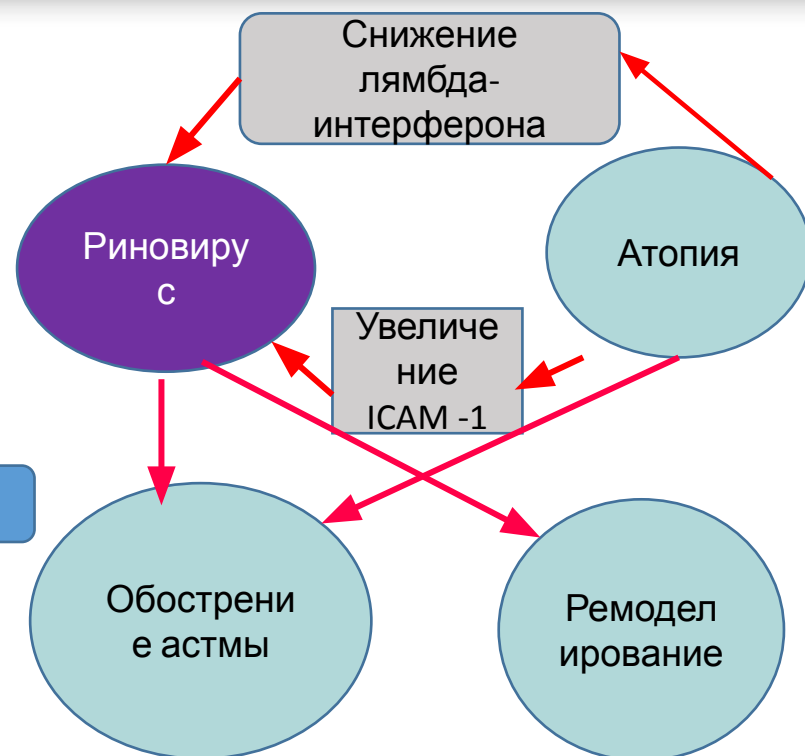 Снижение
лямбда-
интерферона
Риновиру
с
Атопия
Увеличе
ние
ICAM -1
Обострени
е астмы
Ремодел
ирование